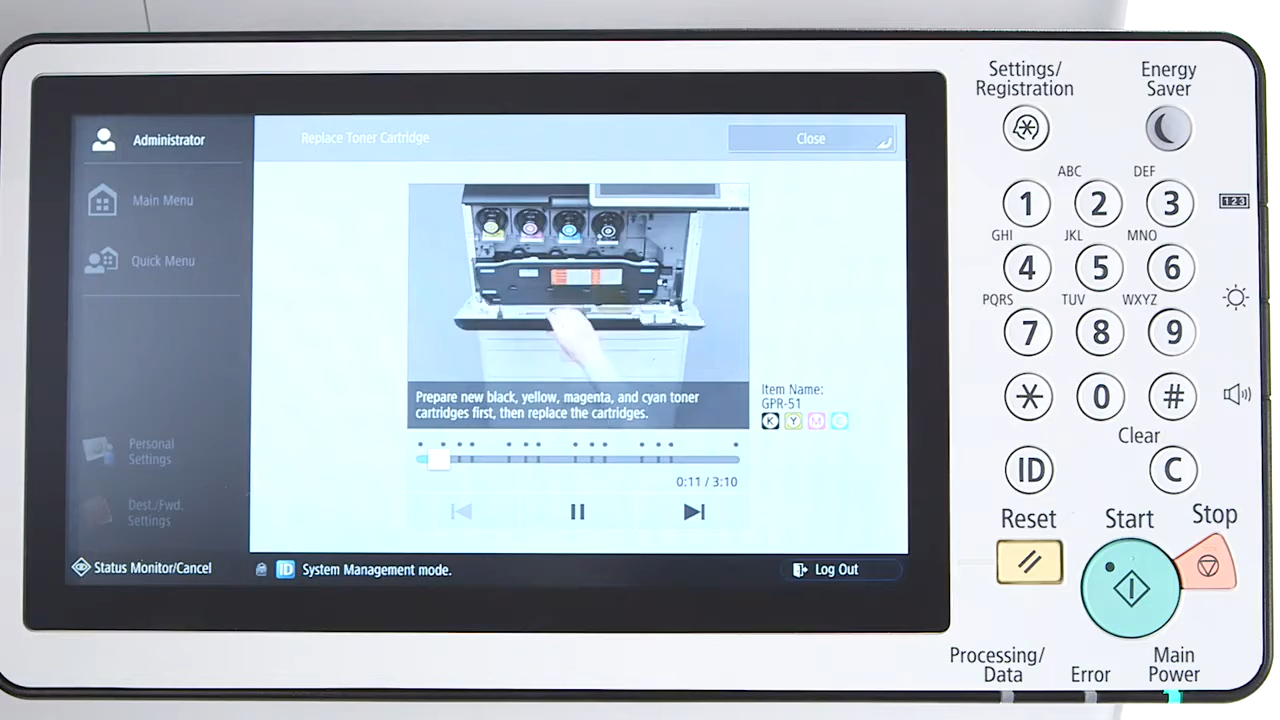 Administrator
Main Menu
Quick Menu
Personal
Settings
Dest./Fwd.
Settings
Status Monitor/Cancel
Replace Toner Cartridge
Close
Prepare new black, yellow, magenta, and cyan toner
cartridges first, then replace the cartridges.
Item Name:
GPR-51
K Y M C
0:11 / 3:10
ID System Management mode.
Log Out
Settings/
Registration
Energy
Saver
ABC DEF
1 2 3
123
GHI JKL MNO
4 5 6
PQRS TUV WXYZ
7 8 9
* 0 #
Clear
ID C
Reset Start Stop
Processing/
Data
Error
Main
Power